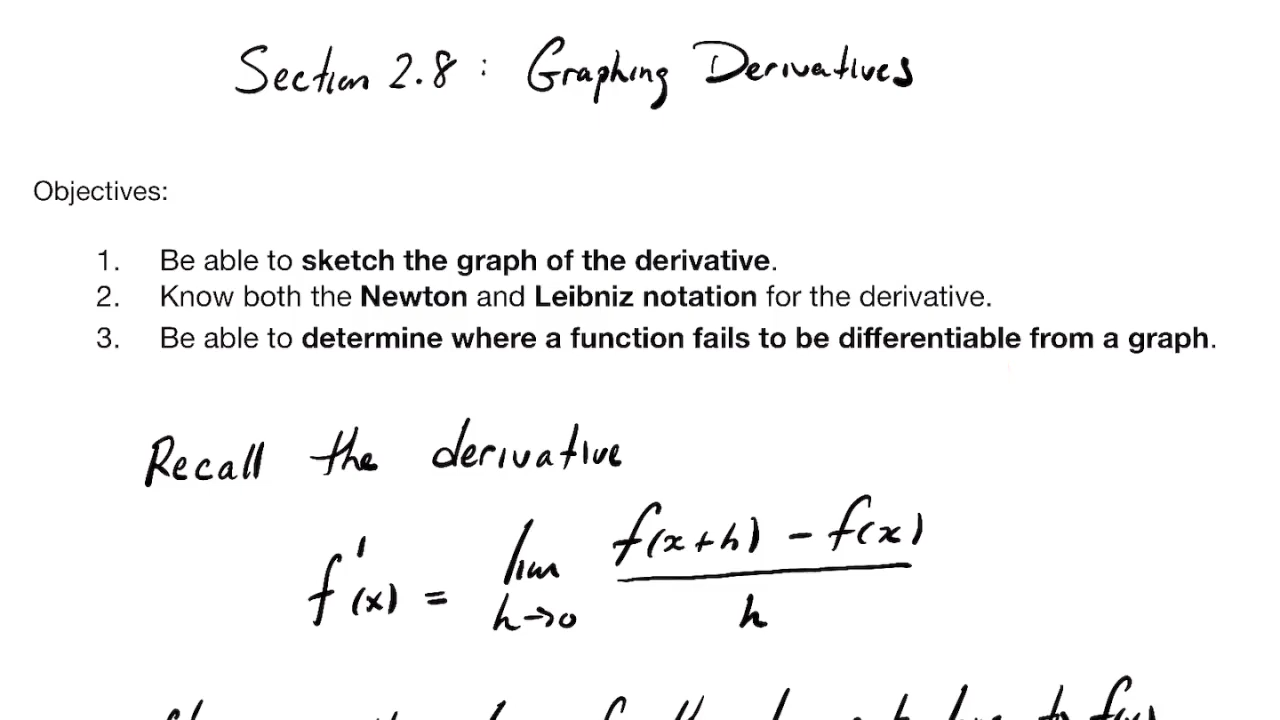 Section 2.8 : Graphing Derivatives
Objectives:
1. Be able to sketch the graph of the derivative.
2. Know both the Newton and Leibniz notation for the derivative.
3. Be able to determine where a function fails to be differentiable from a graph.
Recall the derivative
f'(x) = lim h→0 f(x+h) - f(x) / h